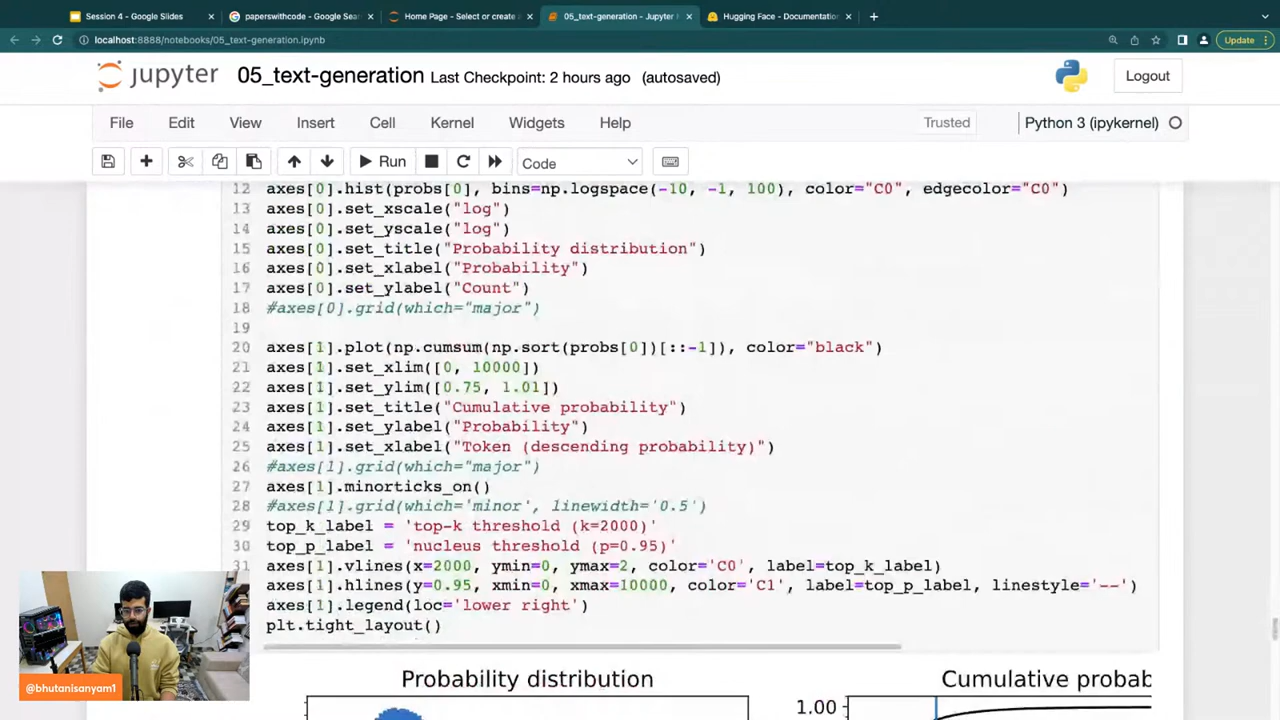 Session 4 - Google Slides
paperswithcode - Google Sear
Home Page - Select or create a
05_text-generation - Jupyter N
Hugging Face - Documentation
localhost:8888/notebooks/05_text-generation.ipynb
Update
jupyter
05_text-generation Last Checkpoint: 2 hours ago (autosaved)
Logout
File Edit View Insert Cell Kernel Widgets Help
Trusted
Python 3 (ipykernel)
Run
Code
12 axes[0].hist(probs[0], bins=np.logspace(-10, -1, 100), color="C0", edgecolor="C0")
13 axes[0].set_xscale("log")
14 axes[0].set_yscale("log")
15 axes[0].set_title("Probability distribution")
16 axes[0].set_xlabel("Probability")
17 axes[0].set_ylabel("Count")
18 #axes[0].grid(which="major")
19
20 axes[1].plot(np.cumsum(np.sort(probs[0])[::-1]), color="black")
21 axes[1].set_xlim([0, 10000])
22 axes[1].set_ylim([0.75, 1.01])
23 axes[1].set_title("Cumulative probability")
24 axes[1].set_ylabel("Probability")
25 axes[1].set_xlabel("Token (descending probability)")
26 #axes[1].grid(which="major")
27 axes[1].minorticks_on()
28 #axes[1].grid(which='minor', linewidth='0.5')
29 top_k_label = 'top-k threshold (k=2000)'
30 top_p_label = 'nucleus threshold (p=0.95)'
31 axes[1].vlines(x=2000, ymin=0, ymax=2, color='C0', label=top_k_label)
axes[1].hlines(y=0.95, xmin=0, xmax=10000, color='C1', label=top_p_label, linestyle='--')
axes[1].legend(loc='lower right')
plt.tight_layout()
Probability distribution
Cumulative probab
1.00
@bhutanisanyam1